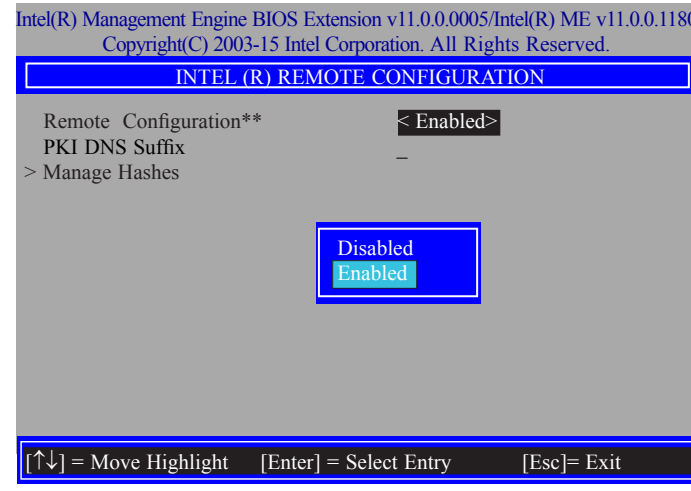 Intel(R) Management Engine BIOS Extension v11.0.0.0005/Intel(R) ME v11.0.0.1180
Copyright(C) 2003-15 Intel Corporation. All Rights Reserved.
INTEL (R) REMOTE CONFIGURATION
Remote Configuration** < Enabled>
PKI DNS Suffix _
> Manage Hashes
Disabled
Enabled
[↑↓] = Move Highlight [Enter] = Select Entry [Esc]= Exit